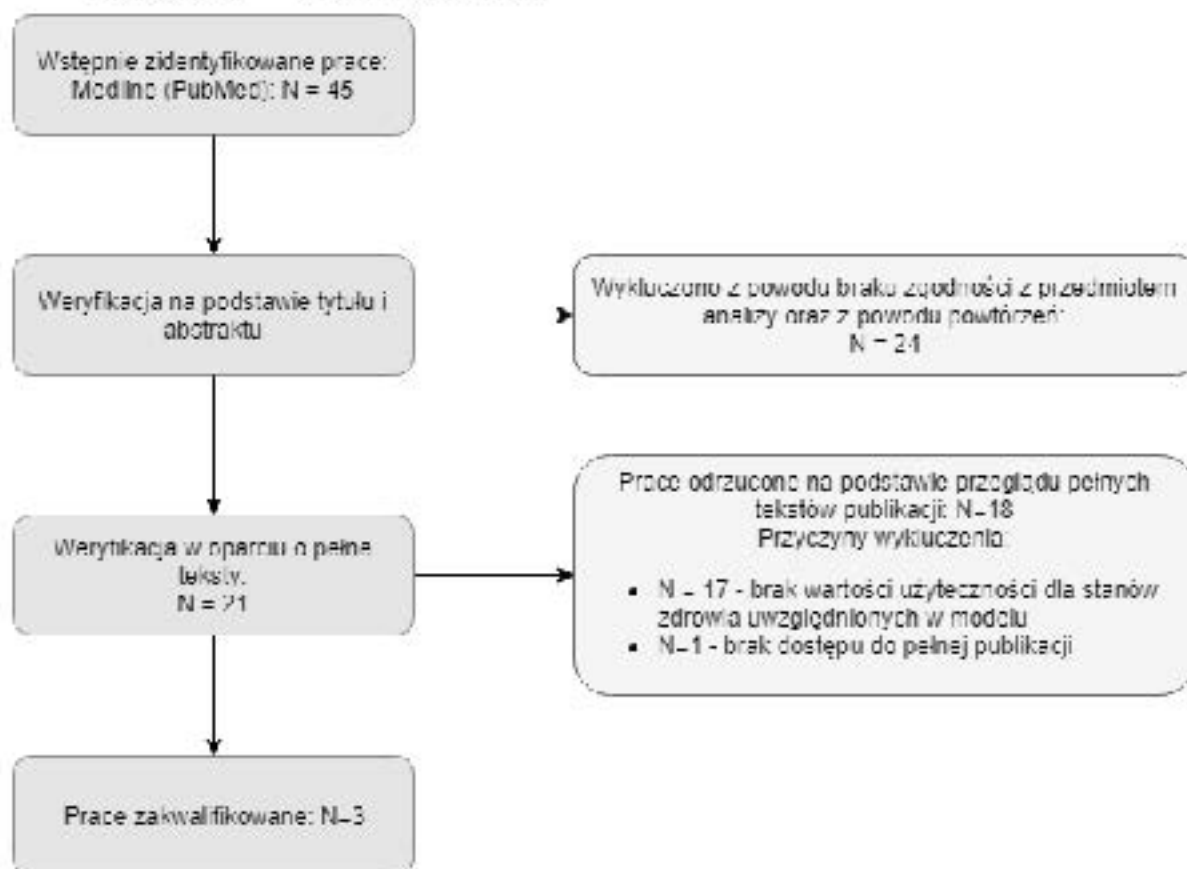 Wstępnie zidentyfikowane prace:
Medline (PubMed): N = 45
Weryfikacja na podstawie tytułu i
abstraktu
Wykluczono z powodu braku zgodności z przedmiotem
analizy oraz z powodu powtórzeń:
N = 24
Weryfikacja w oparciu o pełne
teksty:
N = 21
Prace odrzucone na podstawie przeglądu pełnych
tekstów publikacji: N=18
Przyczyny wykluczenia:
• N = 17 - brak wartości użyteczności dla stanów
zdrowia uwzględnionych w modelu
• N=1 - brak dostępu do pełnej publikacji
Prace zakwalifikowane: N=3